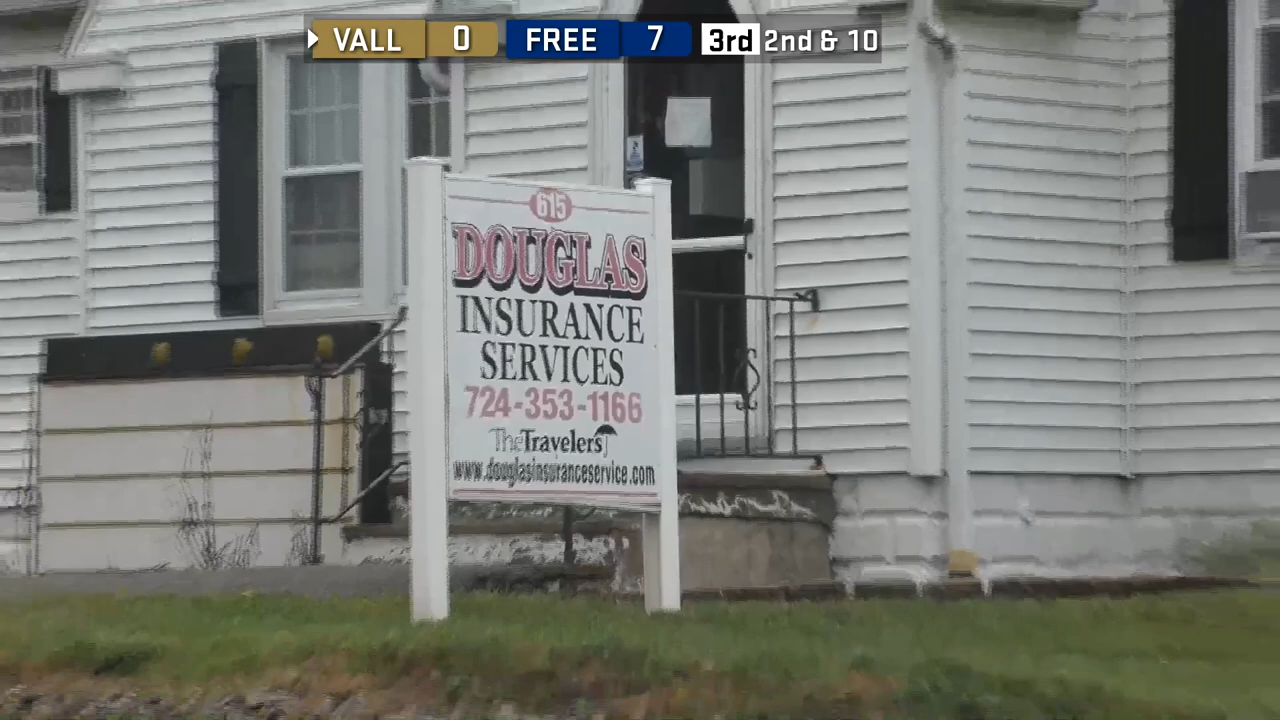 VALL 0 FREE 7 3rd 2nd & 10
615
DOUGLAS
INSURANCE
SERVICES
724-353-1166
The Travelers
www.douglasinsuranceservice.com